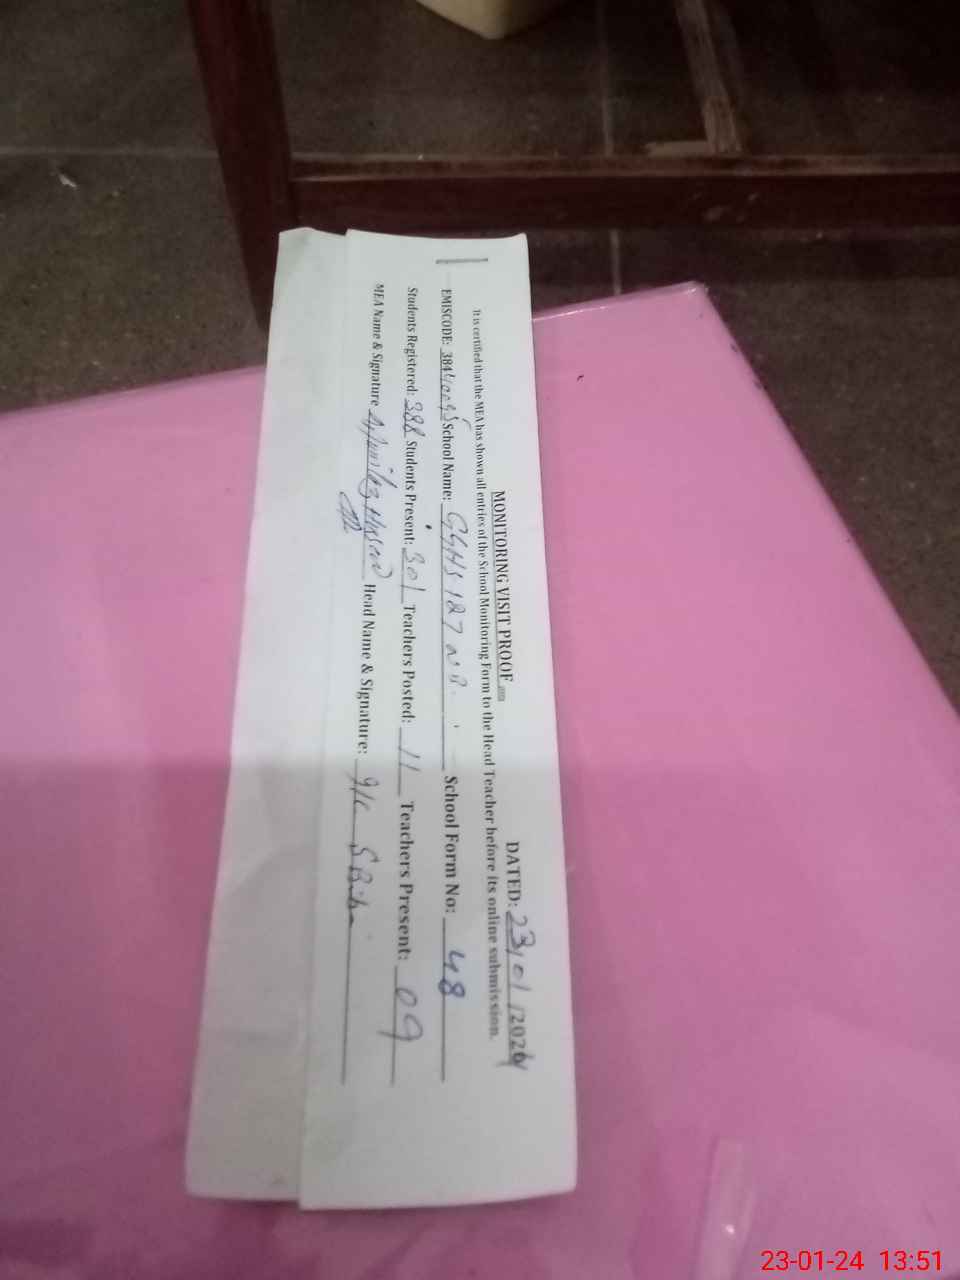 MONITORING VISIT PROOF
DATED: 23/01/2024
It is certified that the MEA has shown all entries of the School Monitoring Form to the Head Teacher before its online submission.
EMISCODE: School Name: GGHS 127 NB. School Form No: 48
Students Registered: 388 Students Present: 301 Teachers Posted: 11 Teachers Present: 09
MEA Name & Signature Head Name & Signature: S Bibi
23-01-24 13:51